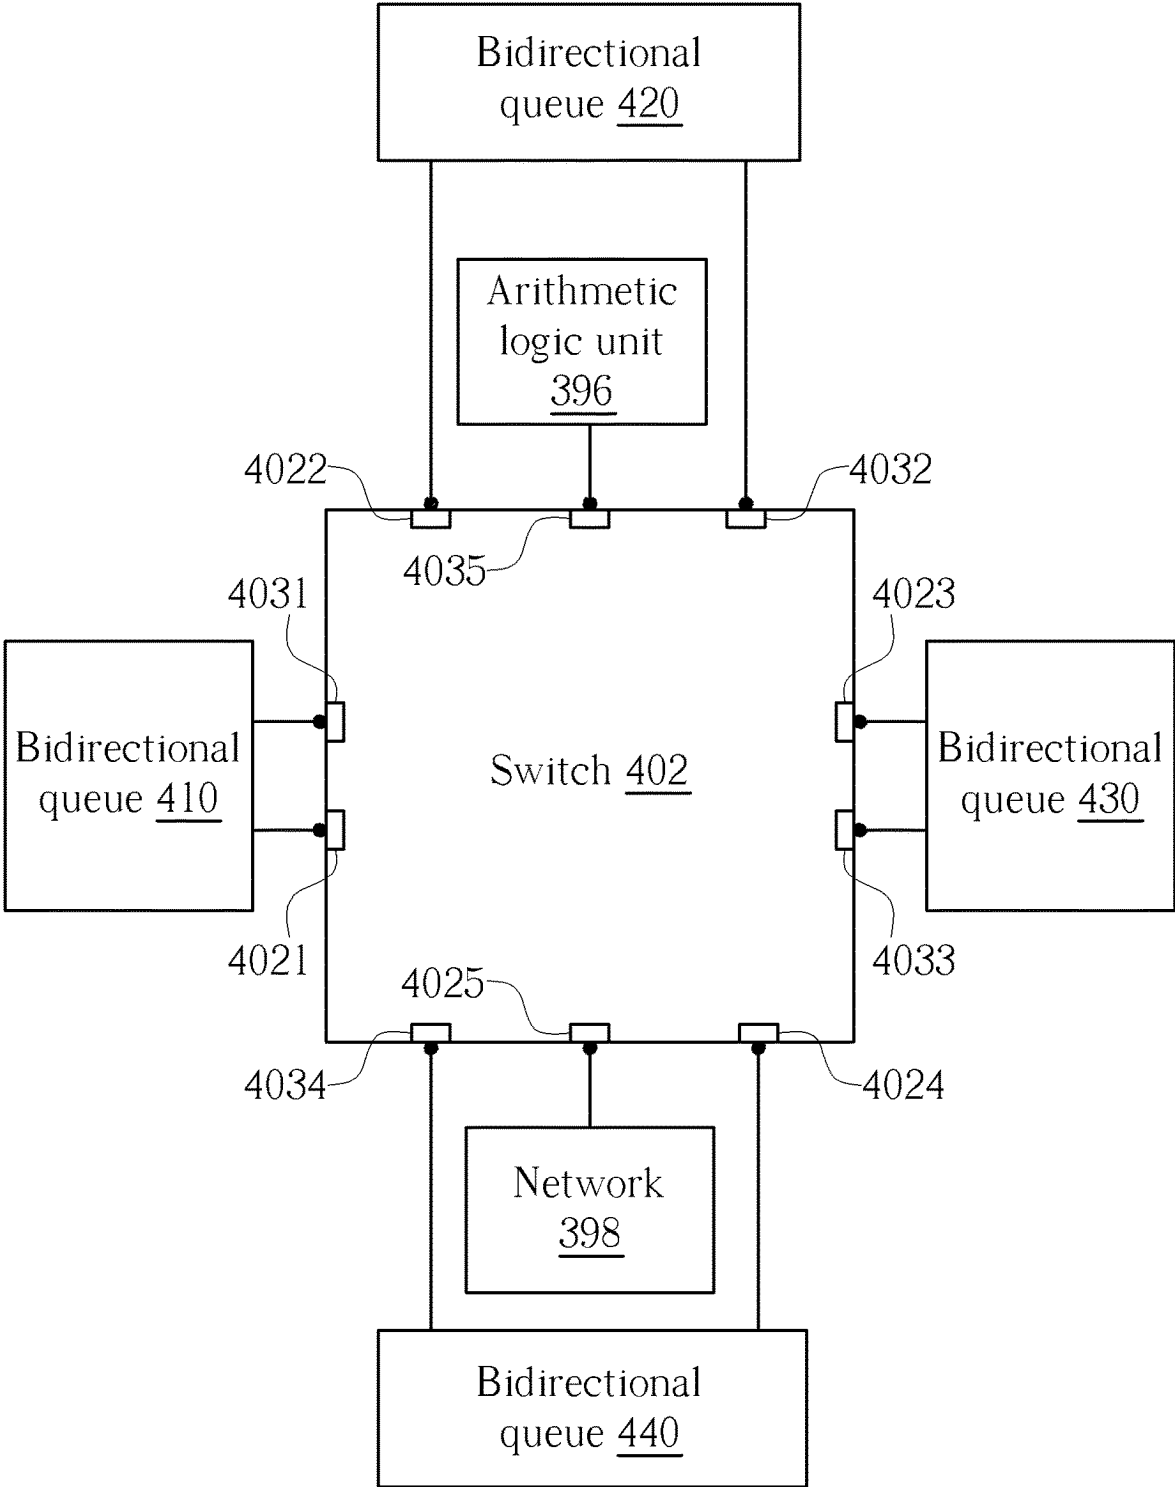 Bidirectional
queue 420
Arithmetic
logic unit
396
4022
4032
4035
4031
4023
Bidirectional
queue 410
Switch 402
Bidirectional
queue 430
4021
4033
4025
4034
4024
Network
398
Bidirectional
queue 440